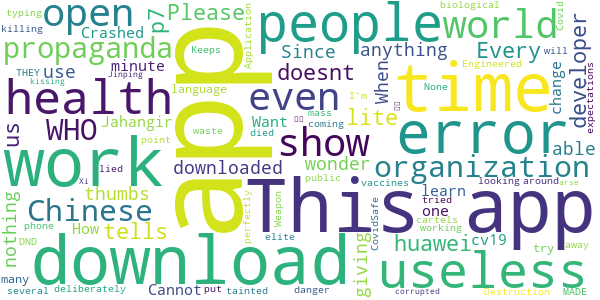 typing
open
p7
Please
people
world
biological
Covid
killing
Crashed
Since
Application
Every
Engineered
will
propaganda
minute
anything
THEY
use
Keeps
Jinping
doesnt
When
time
change
developer
expectations
kissing
language
None
health
app
even
I'm
us
WHO
Jahangir
Want
mass
coming
lite
error
able
point
died
show
work
lied
waste
downloaded
wonder
organization
Xi
public
vaccines
looking
around
arse
thumbs
perfectly
Weapon
learn
tried
one
cartels
working
This app
nothing
Chinese
How
tells
giving
CovidSafe
huawei
cv19
try
away
phone
DND
elite
download
Cannot
useless
many
put
tainted
danger
Destruction
MADE
several
deliberately
corrupted